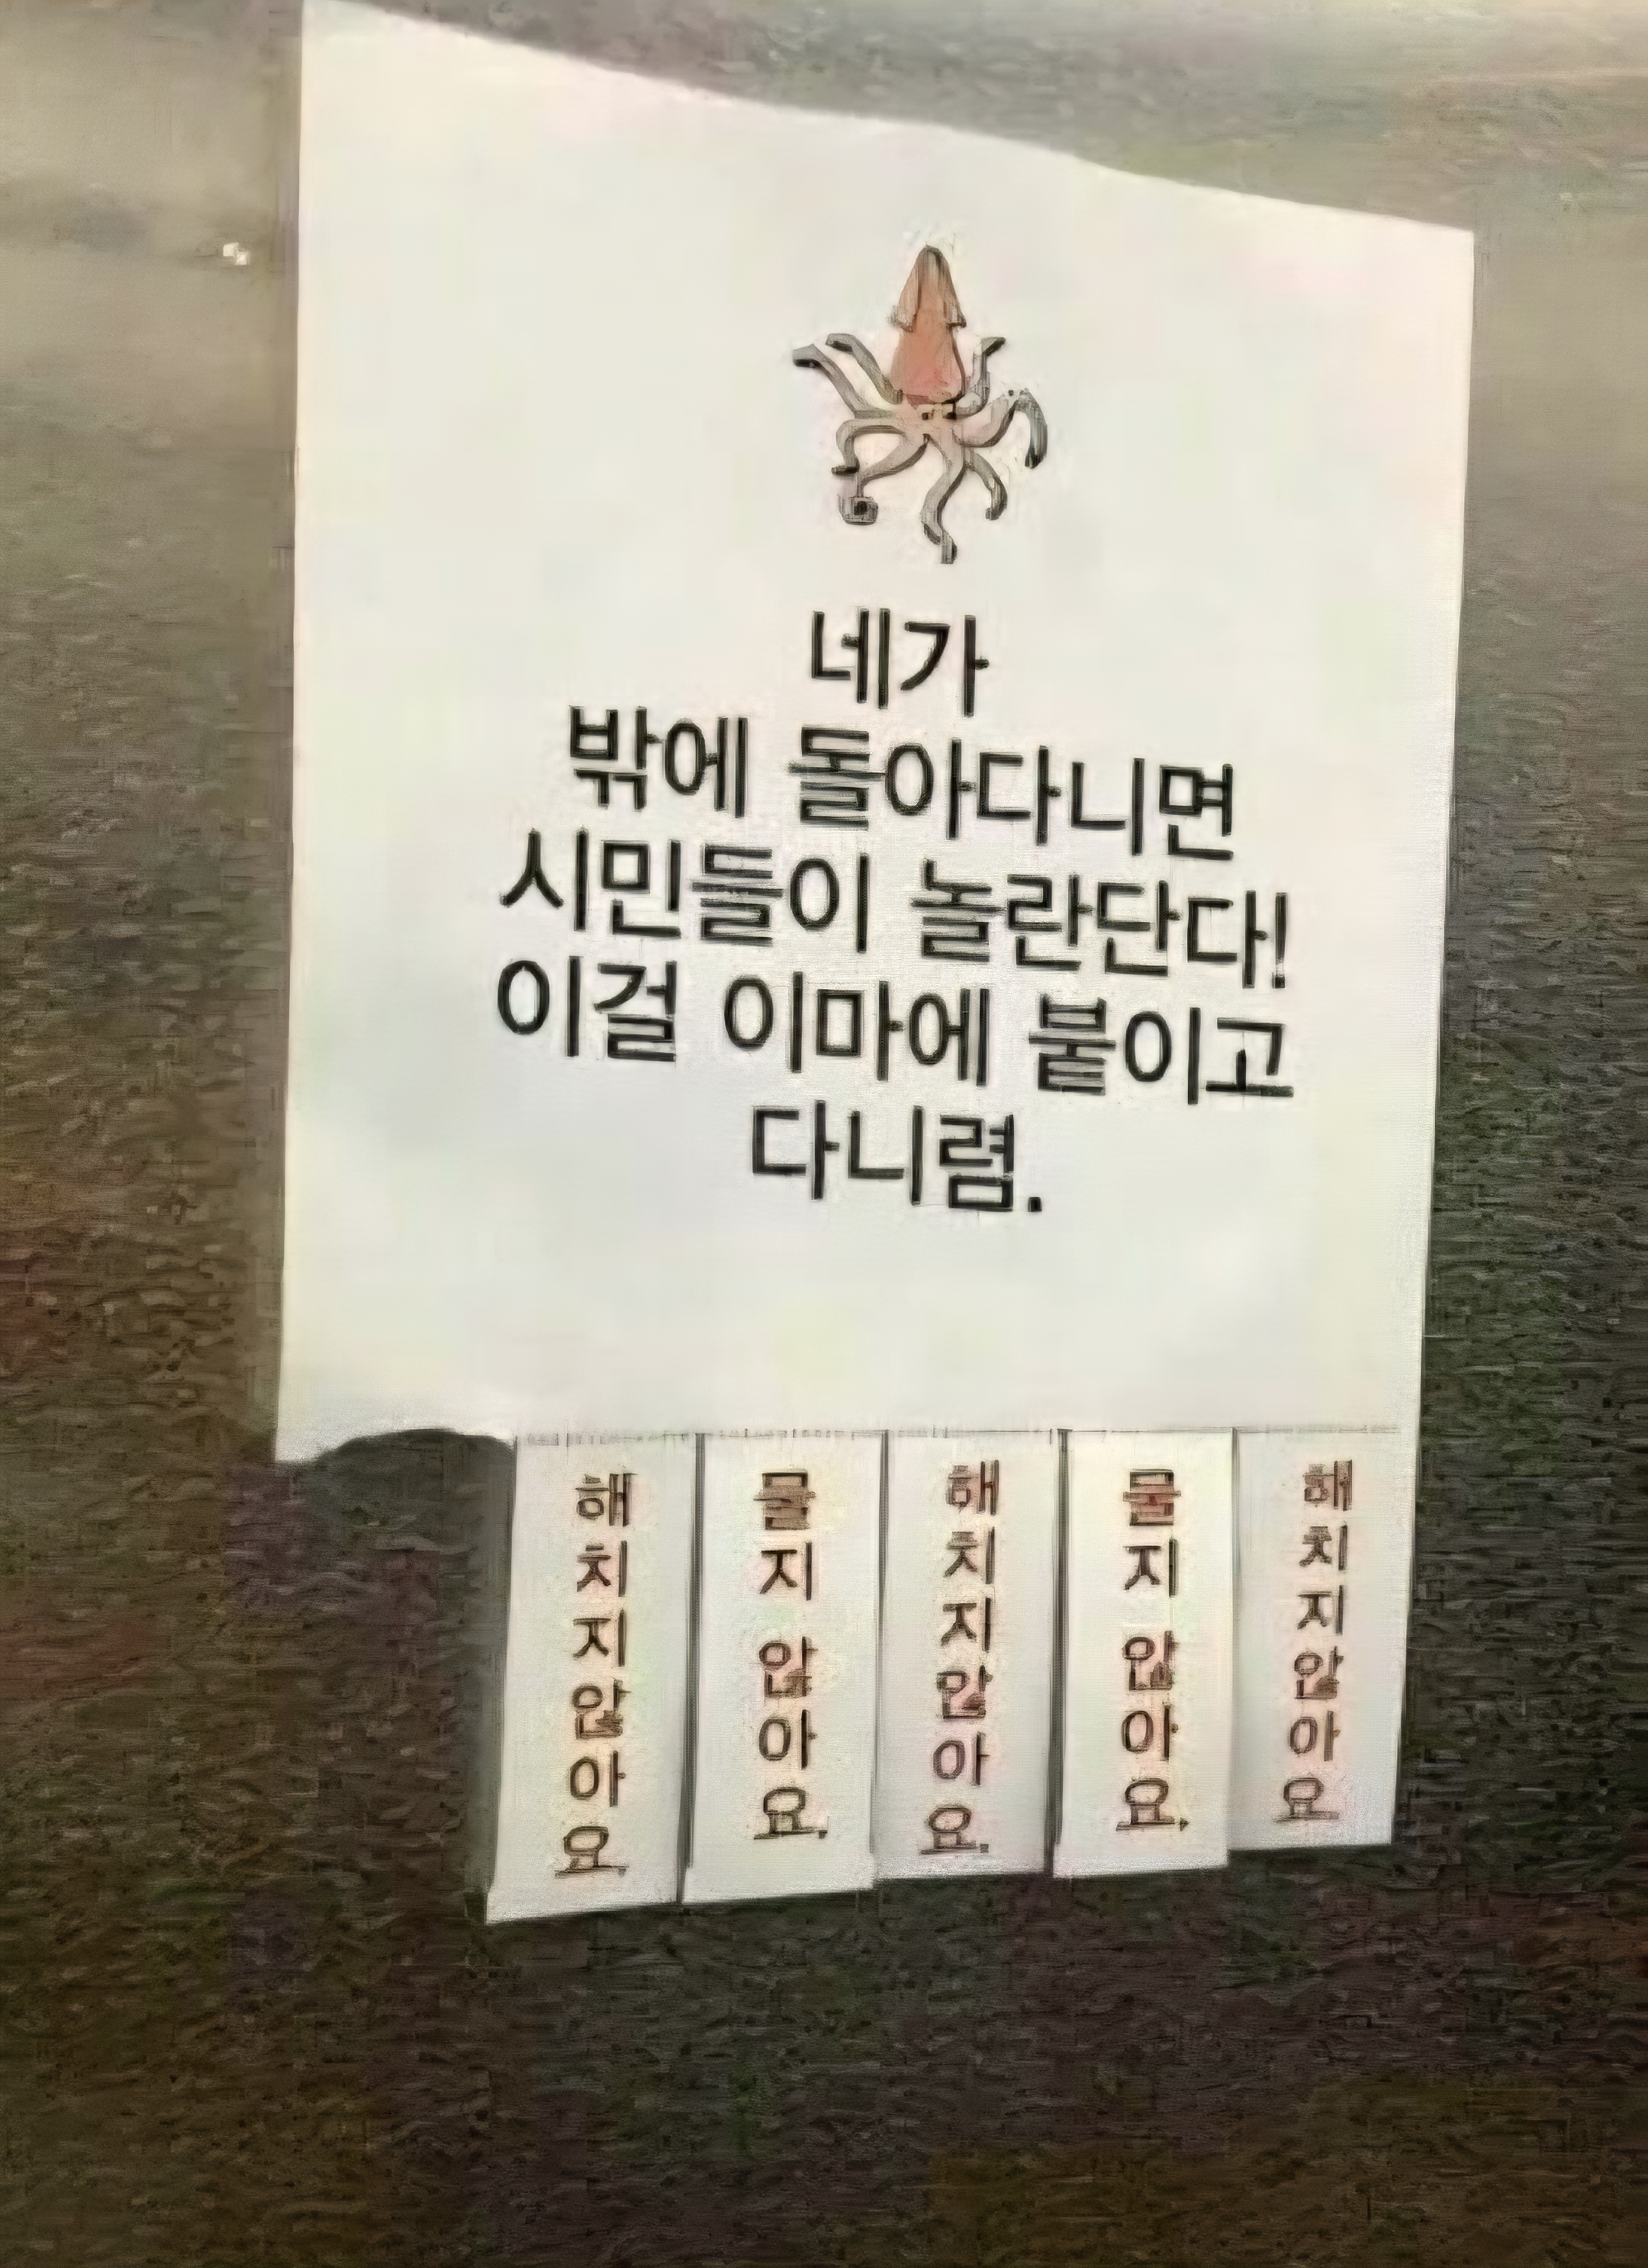 네가
밖에 돌아다니면
시민들이 놀란단다!
이걸 이마에 붙이고
다니렴.
해치지않아요.
물지 않아요.
해치지않아요.
물지 않아요.
해치지않아요